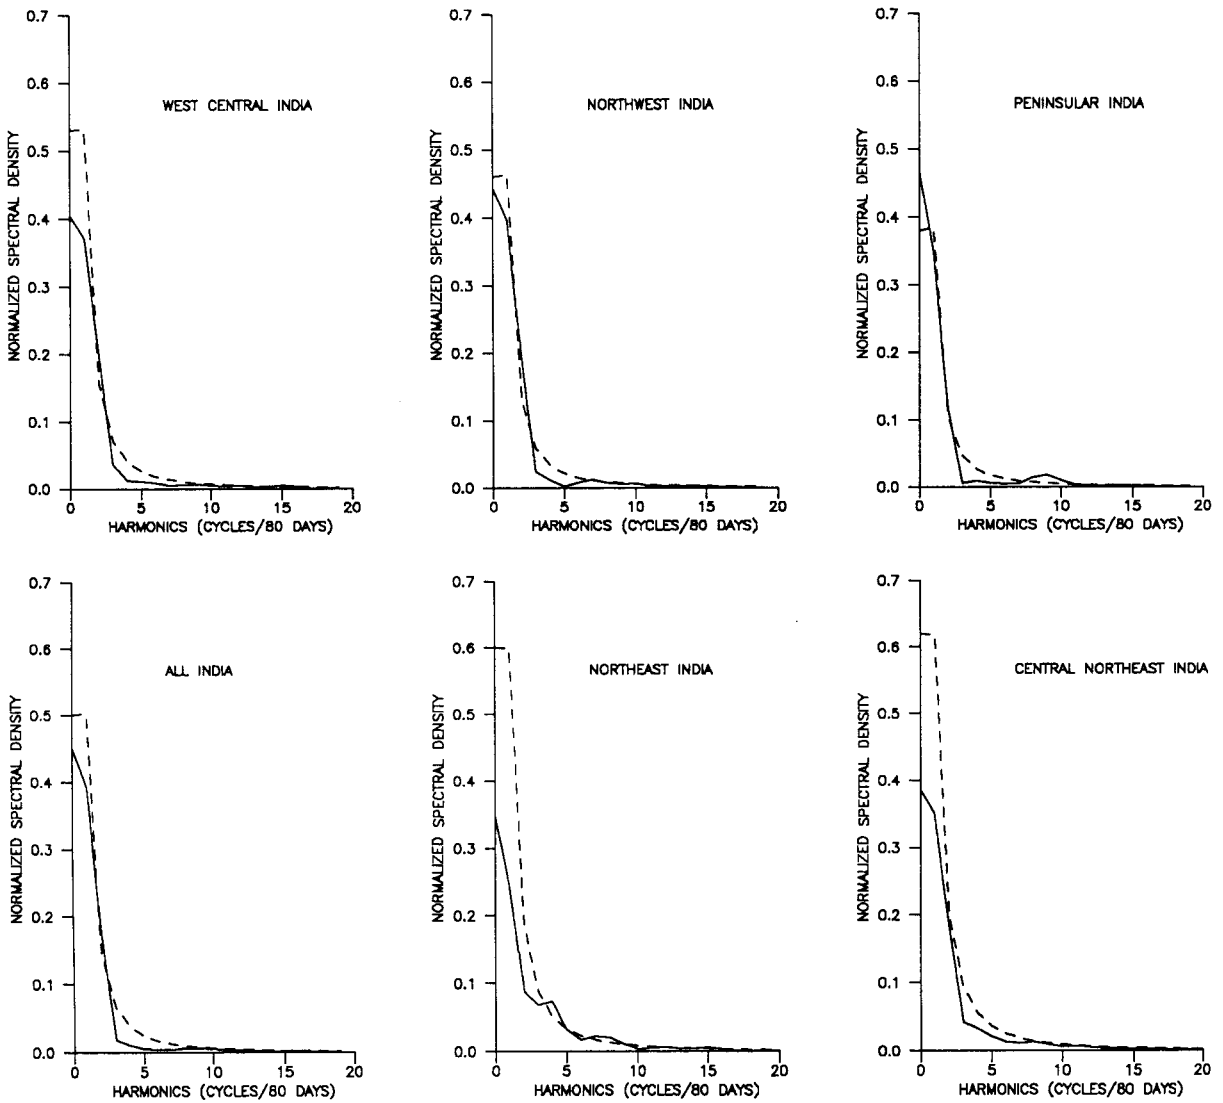 0.7
0.6
0.5
0.4
0.3
0.2
0.1
0.0
NORMALIZED SPECTRAL DENSITY
WEST CENTRAL INDIA
0 5 10 15 20
HARMONICS (CYCLES/80 DAYS)
0.7
0.6
0.5
0.4
0.3
0.2
0.1
0.0
NORMALIZED SPECTRAL DENSITY
NORTHWEST INDIA
0 5 10 15 20
HARMONICS (CYCLES/80 DAYS)
0.7
0.6
0.5
0.4
0.3
0.2
0.1
0.0
NORMALIZED SPECTRAL DENSITY
PENINSULAR INDIA
0 5 10 15 20
HARMONICS (CYCLES/80 DAYS)
0.7
0.6
0.5
0.4
0.3
0.2
0.1
0.0
NORMALIZED SPECTRAL DENSITY
ALL INDIA
0 5 10 15 20
HARMONICS (CYCLES/80 DAYS)
0.7
0.6
0.5
0.4
0.3
0.2
0.1
0.0
NORMALIZED SPECTRAL DENSITY
NORTHEAST INDIA
0 5 10 15 20
HARMONICS (CYCLES/80 DAYS)
0.7
0.6
0.5
0.4
0.3
0.2
0.1
0.0
NORMALIZED SPECTRAL DENSITY
CENTRAL NORTHEAST INDIA
0 5 10 15 20
HARMONICS (CYCLES/80 DAYS)